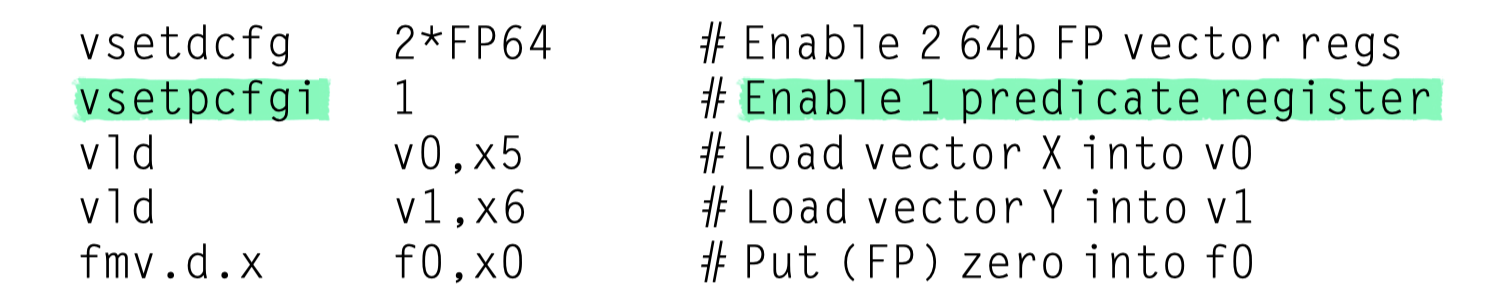 vsetdcfg 2*FP64 # Enable 2 64b FP vector regs
vsetpcfgi 1 # Enable 1 predicate register
vld v0,x5 # Load vector X into v0
vld v1,x6 # Load vector Y into v1
fmv.d.x f0,x0 # Put (FP) zero into f0